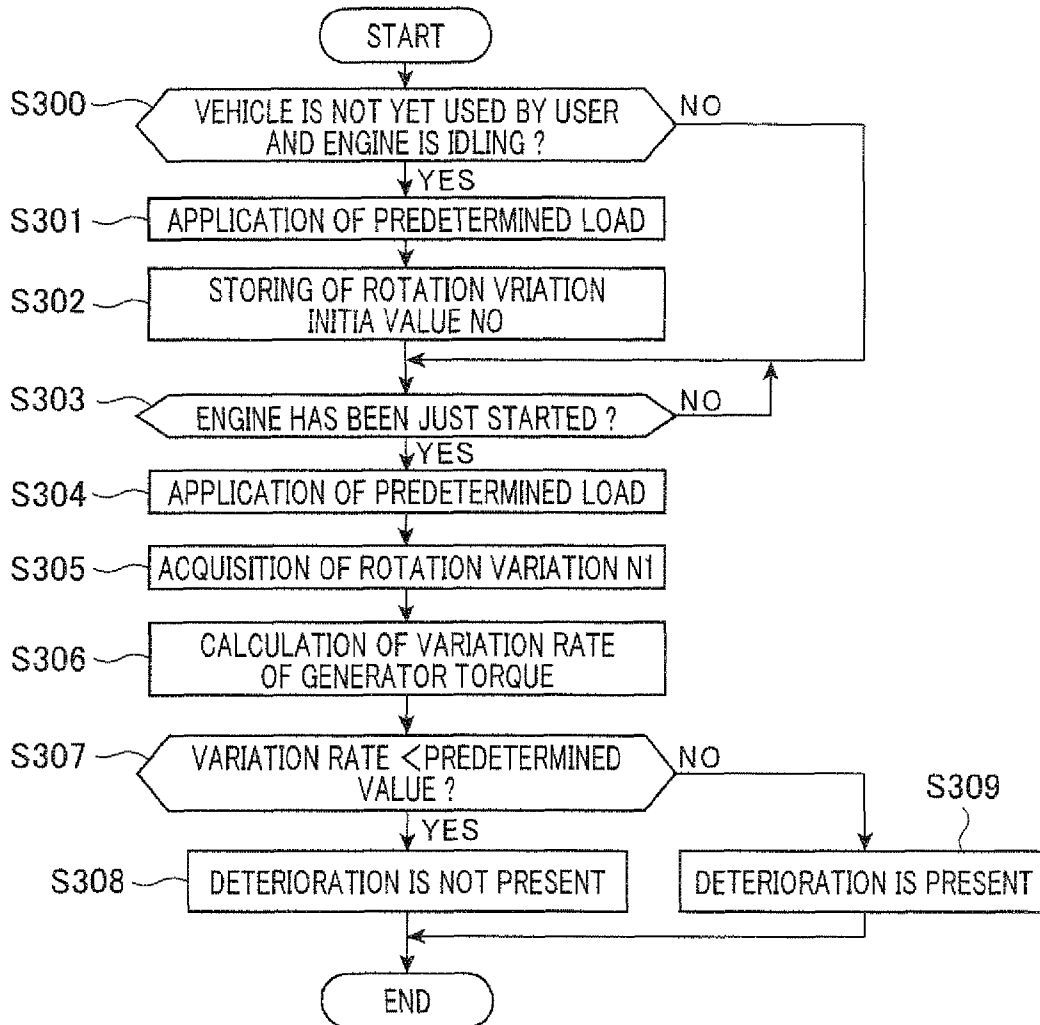 START
S300
VEHICLE IS NOT YET USED BY USER
AND ENGINE IS IDLING ?
NO
YES
S301
APPLICATION OF PREDETERMINED LOAD
S302
STORING OF ROTATION VRIATION
INITIA VALUE NO
S303
ENGINE HAS BEEN JUST STARTED ?
NO
YES
S304
APPLICATION OF PREDETERMINED LOAD
S305
ACQUISITION OF ROTATION VARIATION N1
S306
CALCULATION OF VARIATION RATE
OF GENERATOR TORQUE
S307
VARIATION RATE <PREDETERMINED
VALUE ?
NO
YES
S309
S308
DETERIORATION IS NOT PRESENT
DETERIORATION IS PRESENT
END